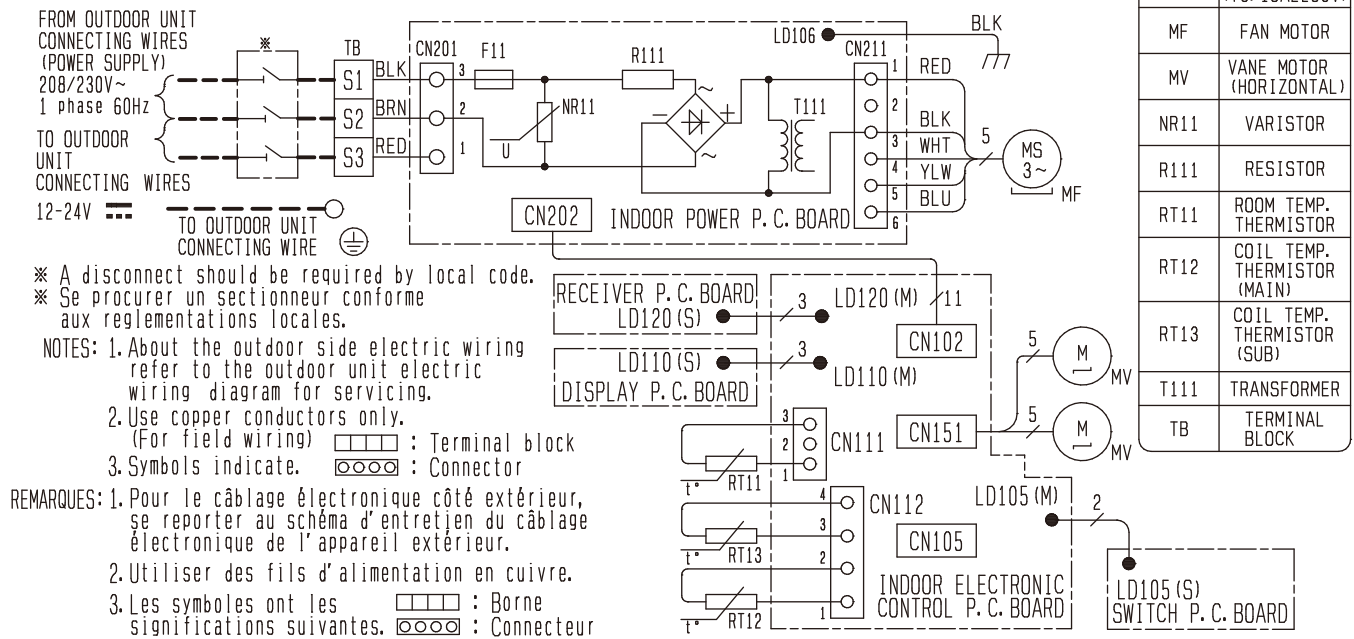 FROM OUTDOOR UNIT
CONNECTING WIRES
(POWER SUPPLY)
208/230V~
1 phase 60Hz
TO OUTDOOR
UNIT
CONNECTING WIRES
12-24V
TO OUTDOOR UNIT
CONNECTING WIRE
※
TB
S1
S2
S3
BLK
BRN
RED
CN201
3
2
1
F11
NR11
U
R111
~
−
+
~
T111
LD106
BLK
CN211
1
2
3
4
5
6
RED
BLK
WHT
YLW
BLU
5
MS
3~
MF
CN202
INDOOR POWER P.C.BOARD
※ A disconnect should be required by local code.
※ Se procurer un sectionneur conforme
aux reglementations locales.
NOTES: 1. About the outdoor side electric wiring
refer to the outdoor unit electric
wiring diagram for servicing.
2. Use copper conductors only.
(For field wiring)
: Terminal block
3. Symbols indicate.
: Connector
REMARQUES: 1. Pour le câblage électronique côté extérieur,
se reporter au schéma d'entretien du câblage
électronique de l'appareil extérieur.
2. Utiliser des fils d'alimentation en cuivre.
3. Les symboles ont les
: Borne
significations suivantes.
: Connecteur
RECEIVER P.C.BOARD
LD120(S)
3
LD120(M)
11
LD110(S)
3
LD110(M)
DISPLAY P.C.BOARD
CN102
CN151
5
M
MV
5
M
MV
3
2
1
CN111
t°
RT11
4
3
2
1
CN112
t°
RT13
t°
RT12
CN105
LD105(M)
2
INDOOR ELECTRONIC
CONTROL P.C.BOARD
LD105(S)
SWITCH P.C.BOARD
MF FAN MOTOR
MV VANE MOTOR
(HORIZONTAL)
NR11 VARISTOR
R111 RESISTOR
RT11 ROOM TEMP.
THERMISTOR
RT12 COIL TEMP.
THERMISTOR
(MAIN)
RT13 COIL TEMP.
THERMISTOR
(SUB)
T111 TRANSFORMER
TB TERMINAL
BLOCK